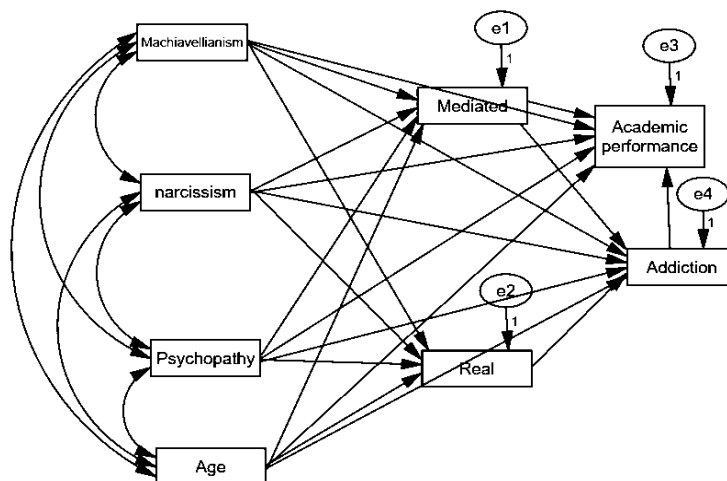 Machiavellianism
e1
1
e3
1
Mediated
Academic
performance
narcissism
e4
1
Addiction
e2
1
Psychopathy
Real
Age